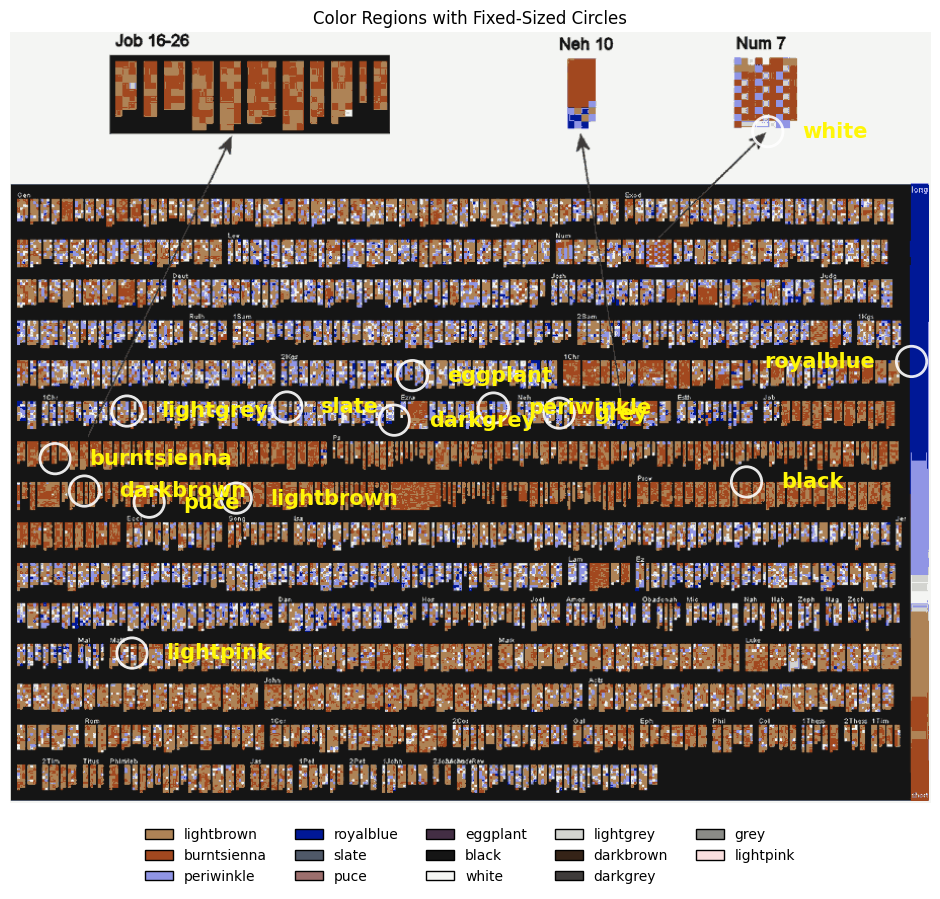 Color Regions with Fixed-Sized Circles
Job 16-26
Neh 10
Num 7
white
long
Gen
Exod
Lev
Num
Deut
Josh
Judg
Ruth
1Sam
2Sam
1Kgs
royalblue
2Kgs
1Chr
eggplant
1Chr
Ezra
Neh
Esth
Job
lightgrey
slate
darkgrey
periwinkle
grey
Ps
burntsienna
Prov
darkbrown
puce
lightbrown
black
Eccl
Song
Isa
Jer
Lam
Ez
Dan
Hos
Joel
Amoz
Obad
Jonah
Mic
Nah
Hab
Zeph
Hag
Zech
Mal
Matt
Mark
Luke
lightpink
John
Acts
Rom
1Cor
2Cor
Gal
Eph
Phil
Col
1Thess
2Thess
1Tim
2Tim
Titus
Phlm
Heb
Jas
1Pet
2Pet
1John
2John
Rev
short
lightbrown
royalblue
eggplant
lightgrey
grey
burntsienna
slate
black
darkbrown
lightpink
periwinkle
puce
white
darkgrey